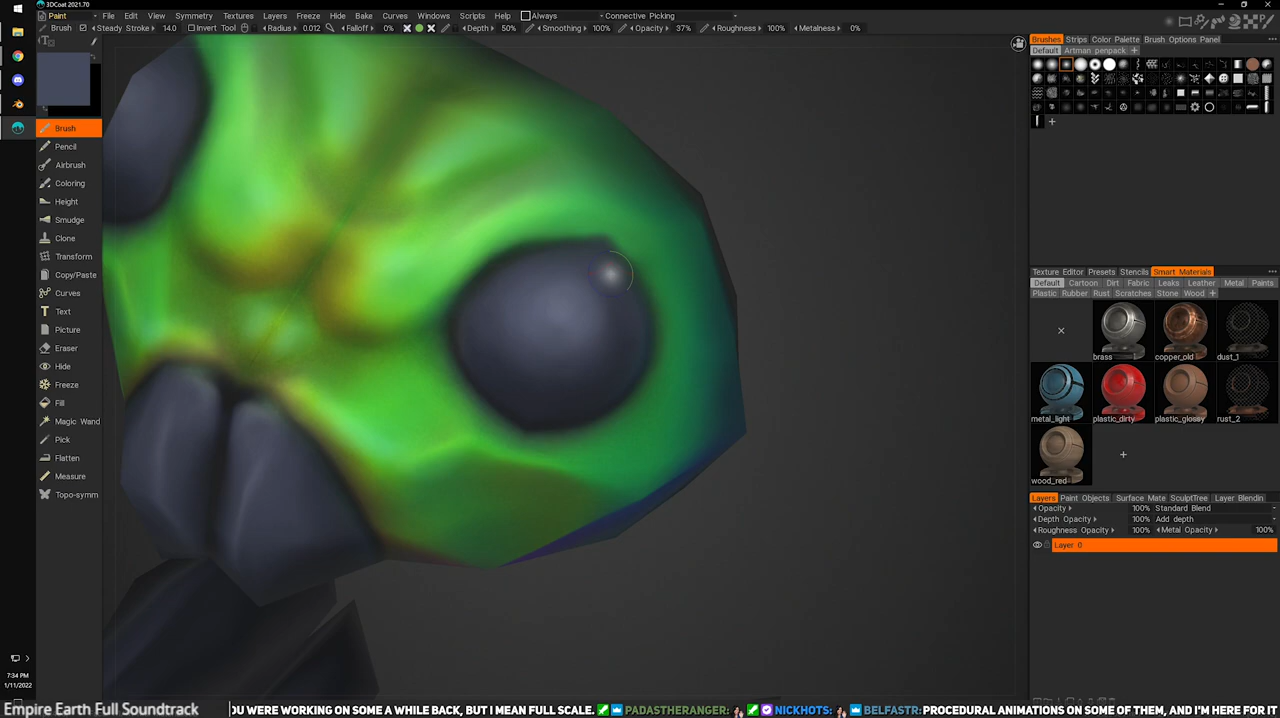 3DCoat 2021.70
Paint File Edit View Symmetry Textures Layers Freeze Hide Bake Curves Windows Scripts Help Always Connective Picking
Brush Steady Stroke 14.0 Invert Tool Radius 0.012 Falloff 0% Depth 50% Smoothing 100% Opacity 37% Roughness 100% Metalness 0%
Brushes Strips Color Palette Brush Options Panel
Default Artman penpack
Brush
Pencil
Airbrush
Coloring
Height
Smudge
Clone
Transform
Copy/Paste
Curves
Text
Picture
Eraser
Hide
Freeze
Fill
Magic Wand
Pick
Flatten
Measure
Topo-symm
Texture Editor Presets Stencils Smart Materials
Default Cartoon Dirt Fabric Leaks Leather Metal Paints
Plastic Rubber Rust Scratches Stone Wood
brass copper_old dust_1
metal_light plastic_dirty plastic_glossy rust_2
wood_red
Layers Paint Objects Surface Mate SculptTree Layer Blendin
Opacity 100% Standard Blend
Depth Opacity 100% Add depth
Roughness Opacity 100% Metal Opacity 100%
Layer 0
7:34 PM
1/11/2022
Empire Earth Full Soundtrack
OU WERE WORKING ON SOME A WHILE BACK, BUT I MEAN FULL SCALE. PADASTHERANGER: NICKHOTS: BELFASTR: PROCEDURAL ANIMATIONS ON SOME OF THEM, AND I'M HERE FOR IT